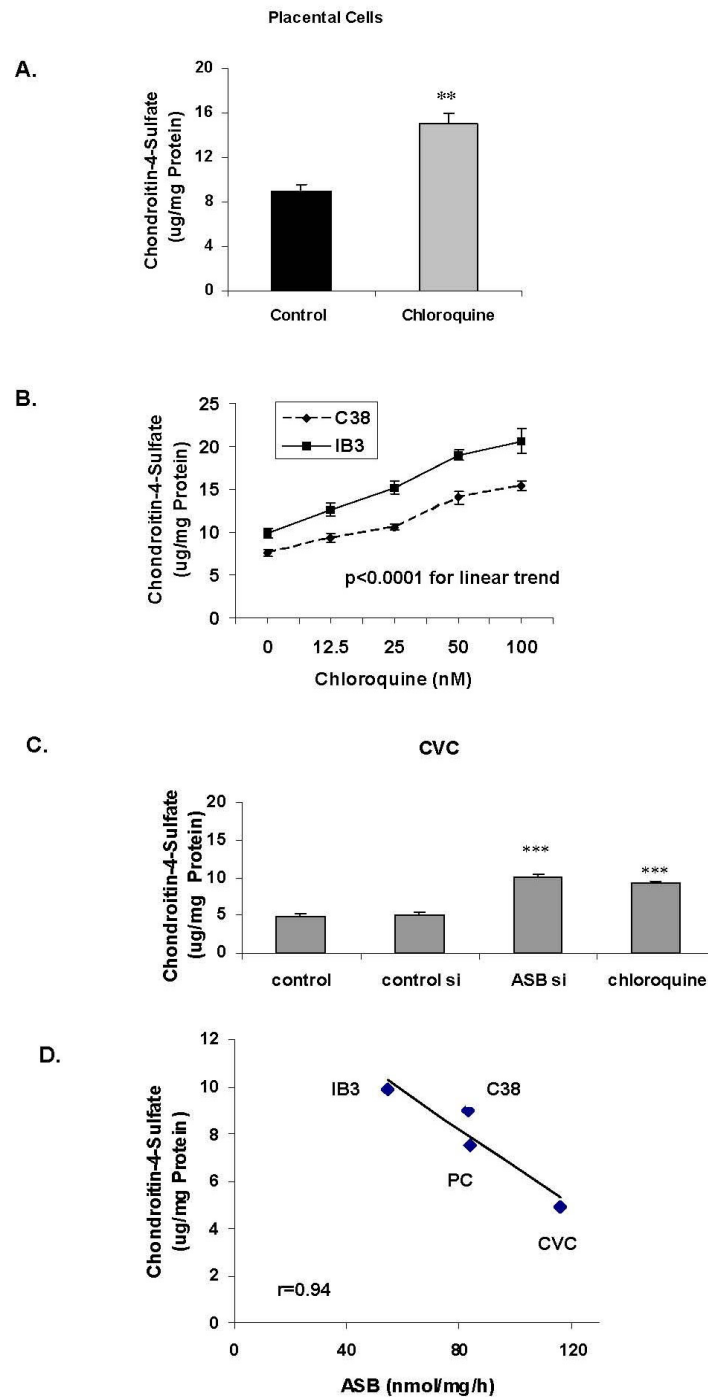 Placental Cells
A.
Chondroitin-4-Sulfate
(ug/mg Protein)
20
16
12
8
4
0
**
Control
Chloroquine
B.
Chondroitin-4-Sulfate
(ug/mg Protein)
25
20
15
10
5
0
C38
IB3
p<0.0001 for linear trend
0 12.5 25 50 100
Chloroquine (nM)
C.
CVC
Chondroitin-4-Sulfate
(ug/mg Protein)
20
15
10
5
0
***
***
control
control si
ASB si
chloroquine
D.
Chondroitin-4-Sulfate
(ug/mg Protein)
12
10
8
6
4
2
0
IB3
C38
PC
CVC
r=0.94
0 40 80 120
ASB (nmol/mg/h)